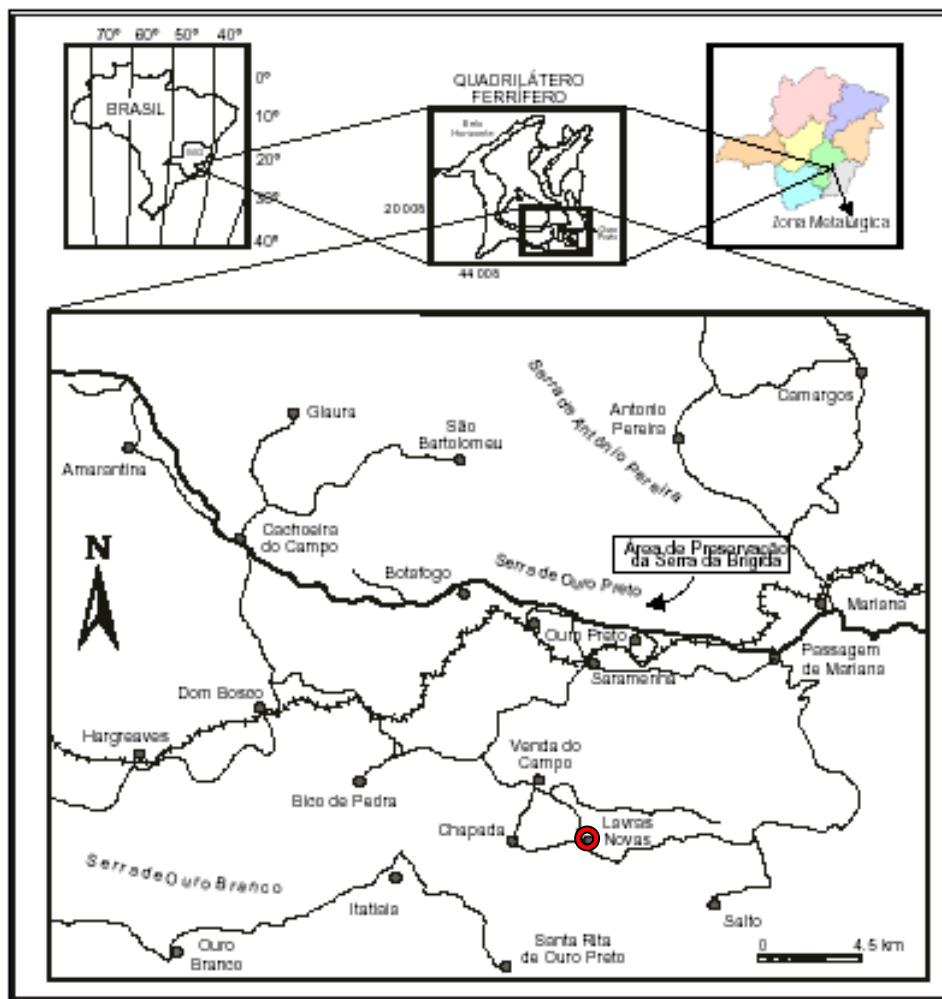 70° 60° 50° 40°
0°
10°
20°
30°
40°
BRASIL
QUADRILÁTERO
FERRÍFERO
Belo
Horizonte
Ouro
Preto
20 00S
44 00S
Zona Metalúrgica
Glaura
São
Bartolomeu
Amarantina
Serra de Antônio Pereira
Antonio
Pereira
Camargos
Cachoeira
do Campo
N
Botafogo
Serra de Ouro Preto
Área de Preservação
da Serra da Brígida
Mariana
Ouro Preto
Passagem
de Mariana
Saramenha
Dom Bosco
Hargreaves
Venda do
Campo
Bico de Pedra
Chapada
Lavras
Novas
Serra de Ouro Branco
Itatiaia
Salto
Ouro
Branco
Santa Rita
de Ouro Preto
0 4.5 km